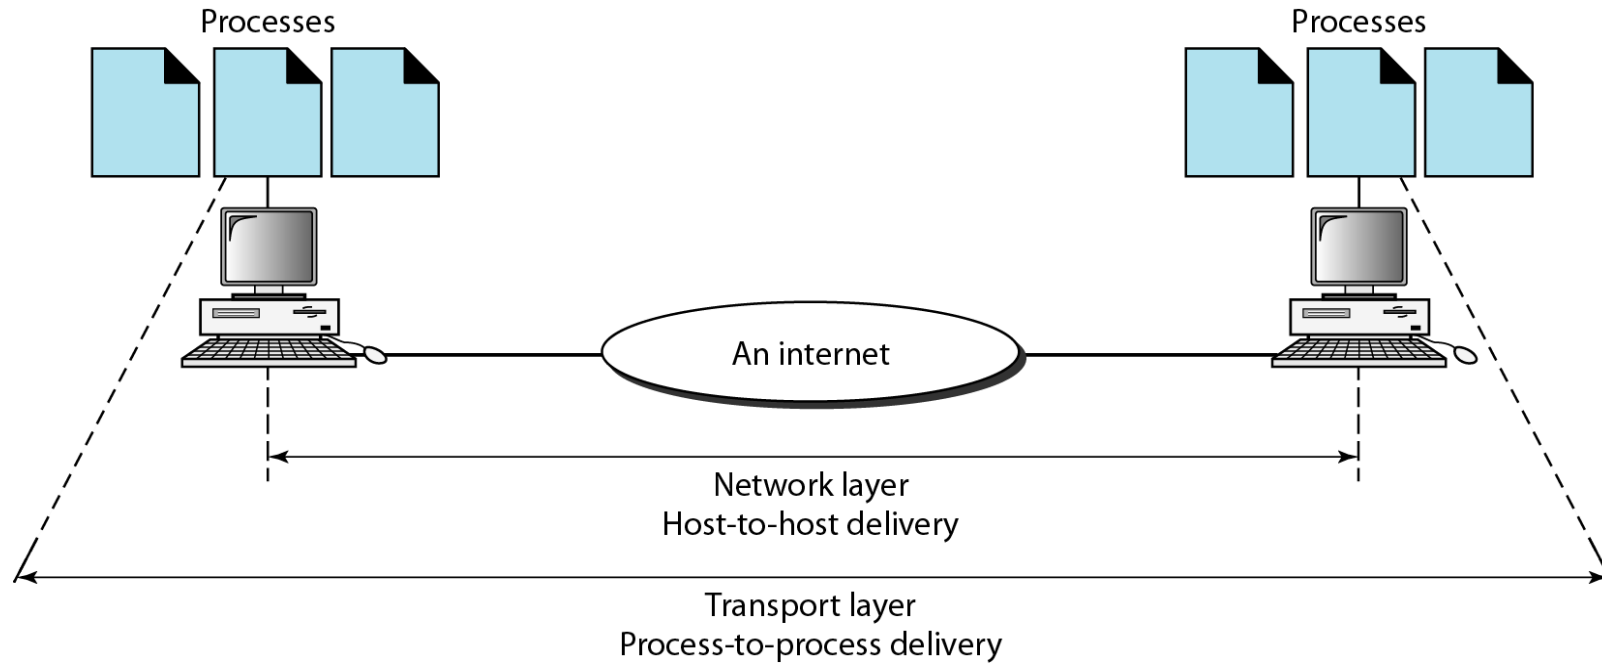 Processes
Processes
An internet
Network layer
Host-to-host delivery
Transport layer
Process-to-process delivery